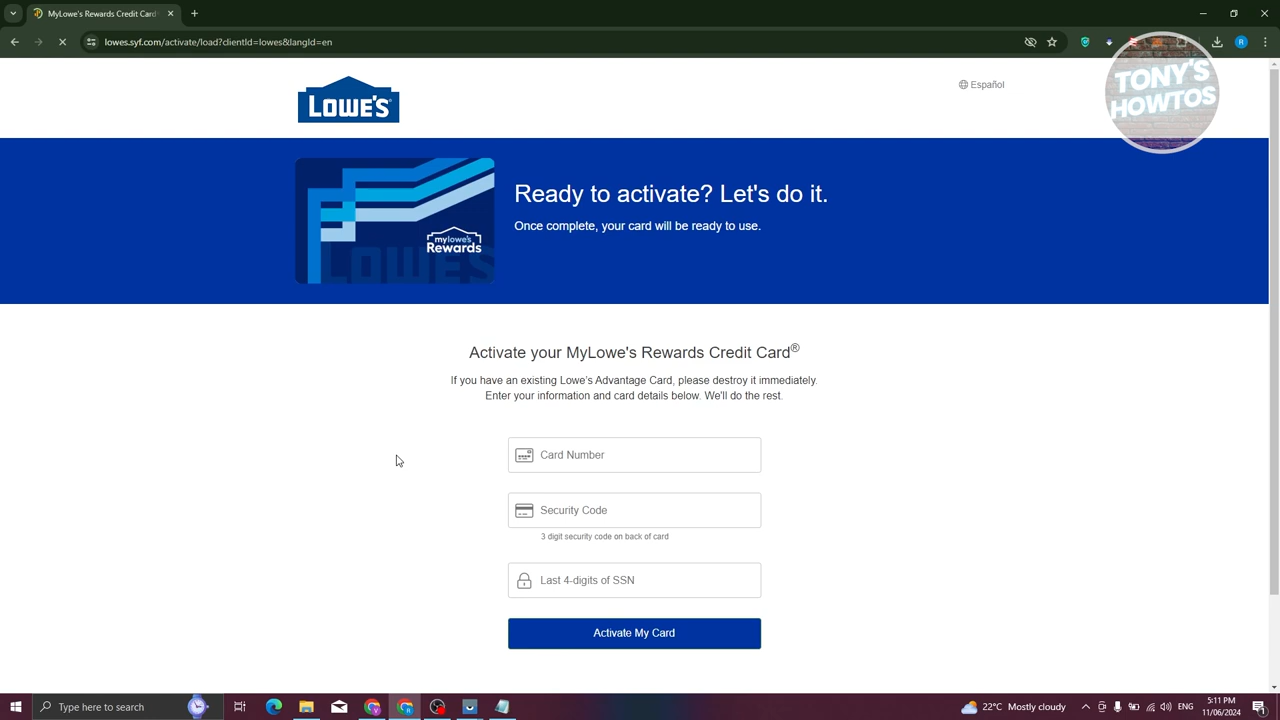 MyLowe's Rewards Credit Card
lowes.syf.com/activate/load?clientId=lowes&langId=en
LOWE'S
Español
TONY'S
HOWTOS
mylowe's
Rewards
LOWE'S
Ready to activate? Let's do it.
Once complete, your card will be ready to use.
Activate your MyLowe's Rewards Credit Card®
If you have an existing Lowe's Advantage Card, please destroy it immediately.
Enter your information and card details below. We'll do the rest.
Card Number
Security Code
3 digit security code on back of card
Last 4-digits of SSN
Activate My Card
Type here to search
22°C Mostly cloudy
ENG
5:11 PM
11/06/2024